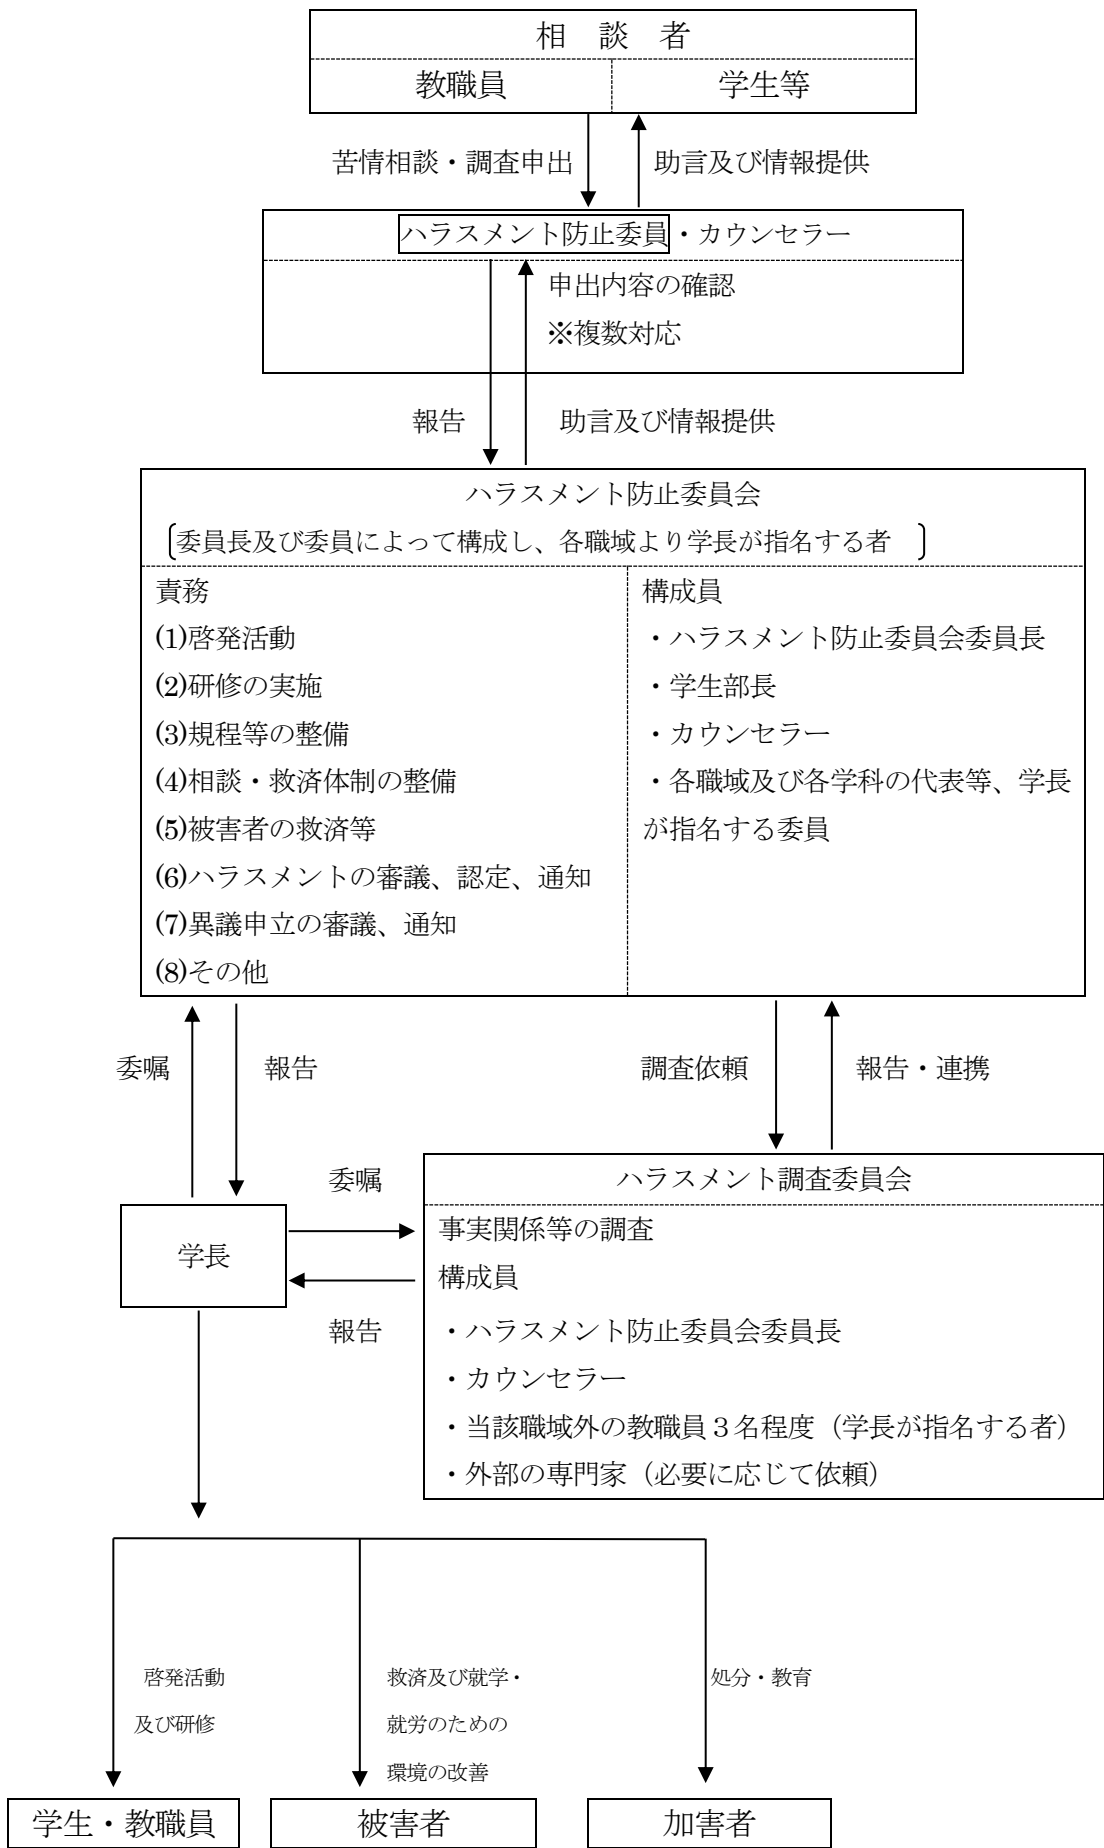 相　談　者
教職員
学生等
苦情相談・調査申出
助言及び情報提供
ハラスメント防止委員・カウンセラー
申出内容の確認
※複数対応
報告
助言及び情報提供
ハラスメント防止委員会
〔委員長及び委員によって構成し、各職域より学長が指名する者　〕
責務
(1)啓発活動
(2)研修の実施
(3)規程等の整備
(4)相談・救済体制の整備
(5)被害者の救済等
(6)ハラスメントの審議、認定、通知
(7)異議申立の審議、通知
(8)その他
構成員
・ハラスメント防止委員会委員長
・学生部長
・カウンセラー
・各職域及び各学科の代表等、学長
が指名する委員
委嘱
報告
調査依頼
報告・連携
委嘱
学長
報告
ハラスメント調査委員会
事実関係等の調査
構成員
・ハラスメント防止委員会委員長
・カウンセラー
・当該職域外の教職員３名程度（学長が指名する者）
・外部の専門家（必要に応じて依頼）
啓発活動
及び研修
救済及び就学・
就労のための
環境の改善
処分・教育
学生・教職員
被害者
加害者